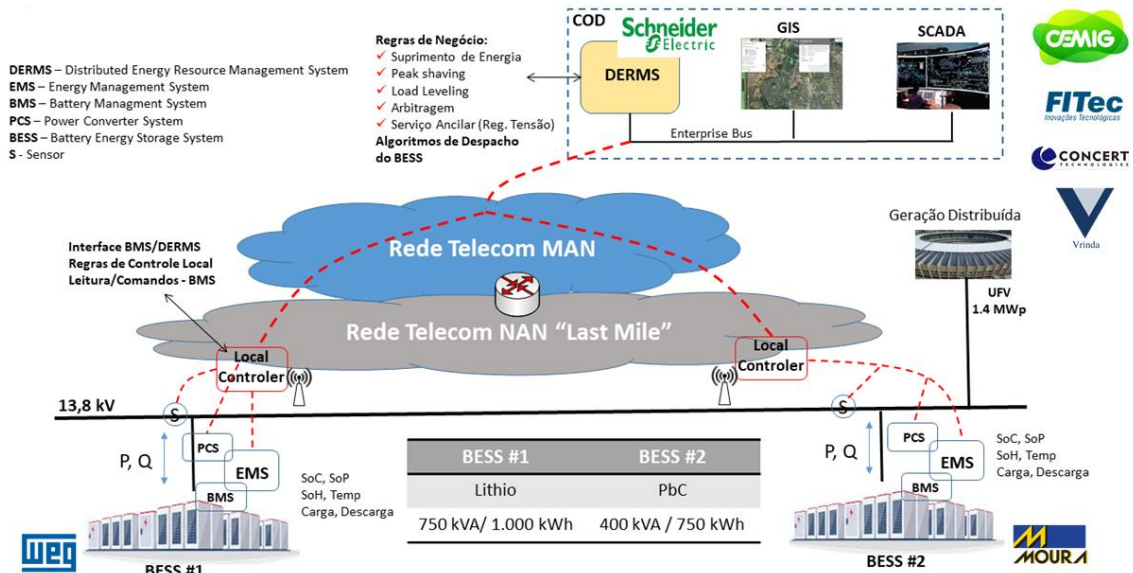 DERMS – Distributed Energy Resource Management System
EMS – Energy Management System
BMS – Battery Managment System
PCS – Power Converter System
BESS – Battery Energy Storage System
S - Sensor
Regras de Negócio:
✓ Suprimento de Energia
✓ Peak shaving
✓ Load Leveling
✓ Arbitragem
✓ Serviço Ancilar (Reg. Tensão)
Algoritmos de Despacho
do BESS
COD
Schneider
Electric
DERMS
GIS
SCADA
Enterprise Bus
CEMIG
FITec
Inovações Tecnológicas
CONCERT
TECHNOLOGIES
Vrinda
Rede Telecom MAN
Rede Telecom NAN “Last Mile”
Interface BMS/DERMS
Regras de Controle Local
Leitura/Comandos - BMS
Geração Distribuída
UFV
1.4 MWp
Local
Controler
Local
Controler
13,8 kV
S
S
P, Q
PCS
EMS
BMS
SoC, SoP
SoH, Temp
Carga, Descarga
BESS #1 BESS #2
Lithio PbC
750 kVA/ 1.000 kWh 400 kVA / 750 kWh
P, Q
PCS
EMS
BMS
SoC, SoP
SoH, Temp
Carga, Descarga
WEG
BESS #1
BESS #2
MOURA